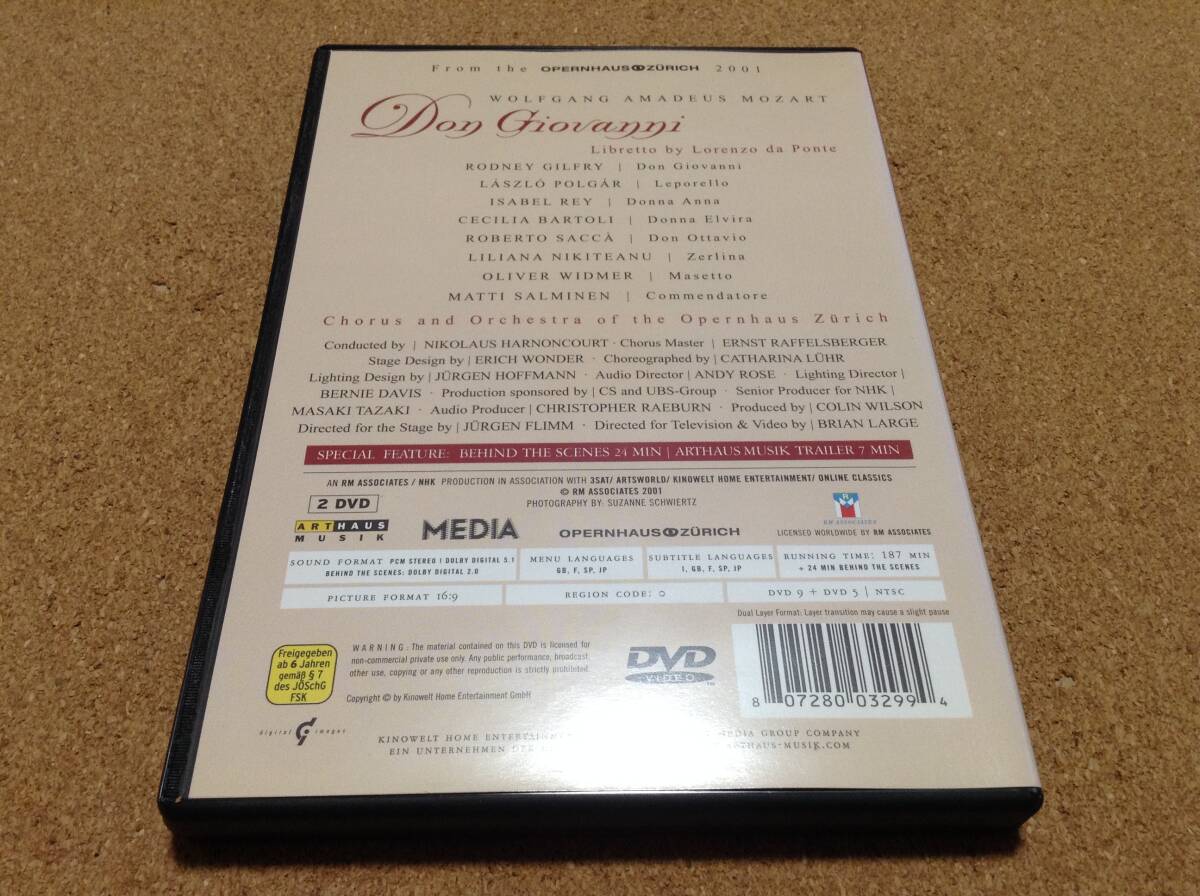 From the OPERNHAUS ZÜRICH 2001
WOLFGANG AMADEUS MOZART
Don Giovanni
Libretto by Lorenzo da Ponte
RODNEY GILFRY | Don Giovanni
LÁSZLÓ POLGÁR | Leporello
ISABEL REY | Donna Anna
CECILIA BARTOLI | Donna Elvira
ROBERTO SACCÀ | Don Ottavio
LILIANA NIKITEANU | Zerlina
OLIVER WIDMER | Masetto
MATTI SALMINEN | Commendatore
Chorus and Orchestra of the Opernhaus Zürich
Conducted by | NIKOLAUS HARNONCOURT · Chorus Master | ERNST RAFFELSBERGER
Stage Design by | ERICH WONDER · Choreographed by | CATHARINA LÜHR
Lighting Design by | JÜRGEN HOFFMANN · Audio Director | ANDY ROSE · Lighting Director |
BERNIE DAVIS · Production sponsored by | CS and UBS-Group · Senior Producer for NHK |
MASAKI TAZAKI · Audio Producer | CHRISTOPHER RAEBURN · Produced by | COLIN WILSON
Directed for the Stage by | JÜRGEN FLIMM · Directed for Television & Video by | BRIAN LARGE
SPECIAL FEATURE: BEHIND THE SCENES 24 MIN | ARTHAUS MUSIK TRAILER 7 MIN
AN RM ASSOCIATES / NHK PRODUCTION IN ASSOCIATION WITH 3SAT/ ARTSWORLD/ KINOWELT HOME ENTERTAINMENT/ ONLINE CLASSICS
© RM ASSOCIATES 2001
PHOTOGRAPHY BY: SUZANNE SCHWIERTZ
2 DVD
ARTHAUS
MUSIK
MEDIA
OPERNHAUS ZÜRICH
R
RM ASSOCIATES
LICENSED WORLDWIDE BY RM ASSOCIATES
SOUND FORMAT PCM STEREO | DOLBY DIGITAL 5.1
BEHIND THE SCENES: DOLBY DIGITAL 2.0
MENU LANGUAGES
GB, F, SP, JP
SUBTITLE LANGUAGES
I, GB, F, SP, JP
RUNNING TIME: 187 MIN
+ 24 MIN BEHIND THE SCENES
PICTURE FORMAT 16:9
REGION CODE: 0
DVD 9 + DVD 5 | NTSC
Dual Layer Format: Layer transition may cause a slight pause
Freigegeben
ab 6 Jahren
gemäß § 7
des JÖSchG
FSK
WARNING: The material contained on this DVD is licensed for
non-commercial private use only. Any public performance, broadcast,
other use, copying or any other reproduction is strictly prohibited.
Copyright © by Kinowelt Home Entertainment GmbH
DVD
VIDEO™
8 07280 03299 4
digital images
KINOWELT HOME ENTERTAINMENT MEDIA GROUP COMPANY
EIN UNTERNEHMEN DER ARTHAUS-MUSIK.COM